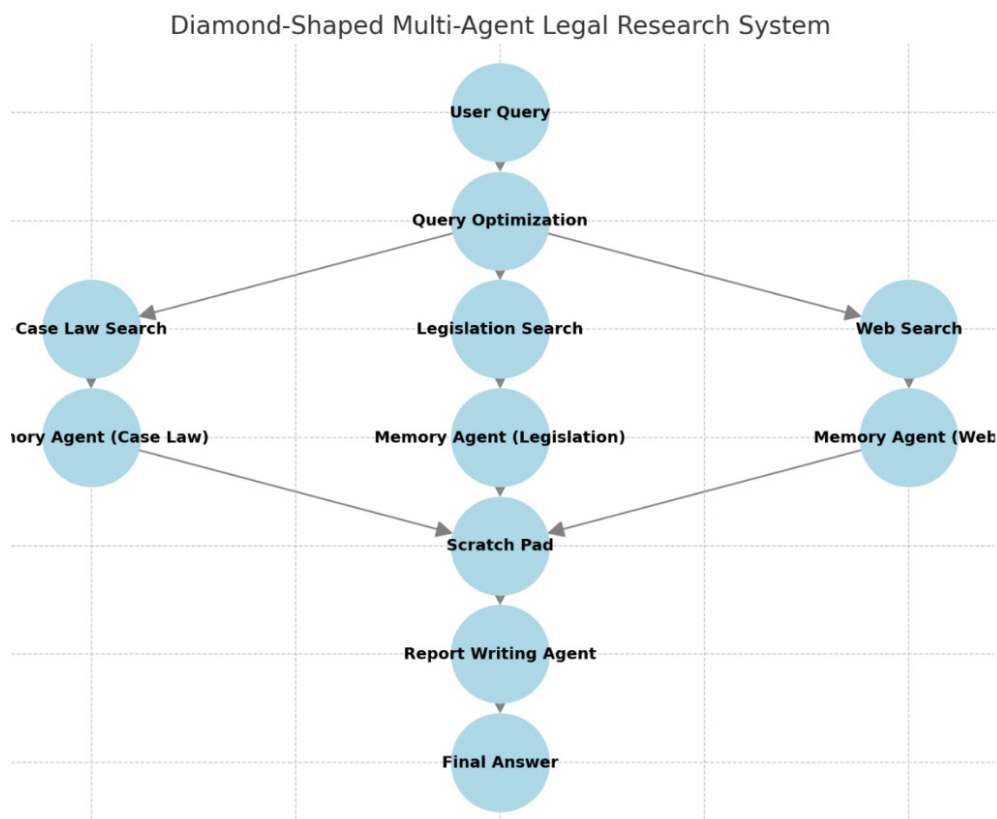 Diamond-Shaped Multi-Agent Legal Research System
User Query
Query Optimization
Case Law Search
Legislation Search
Web Search
Agent (Case Law)
Memory Agent (Legislation)
Memory Agent (Web
Scratch Pad
Report Writing Agent
Final Answer